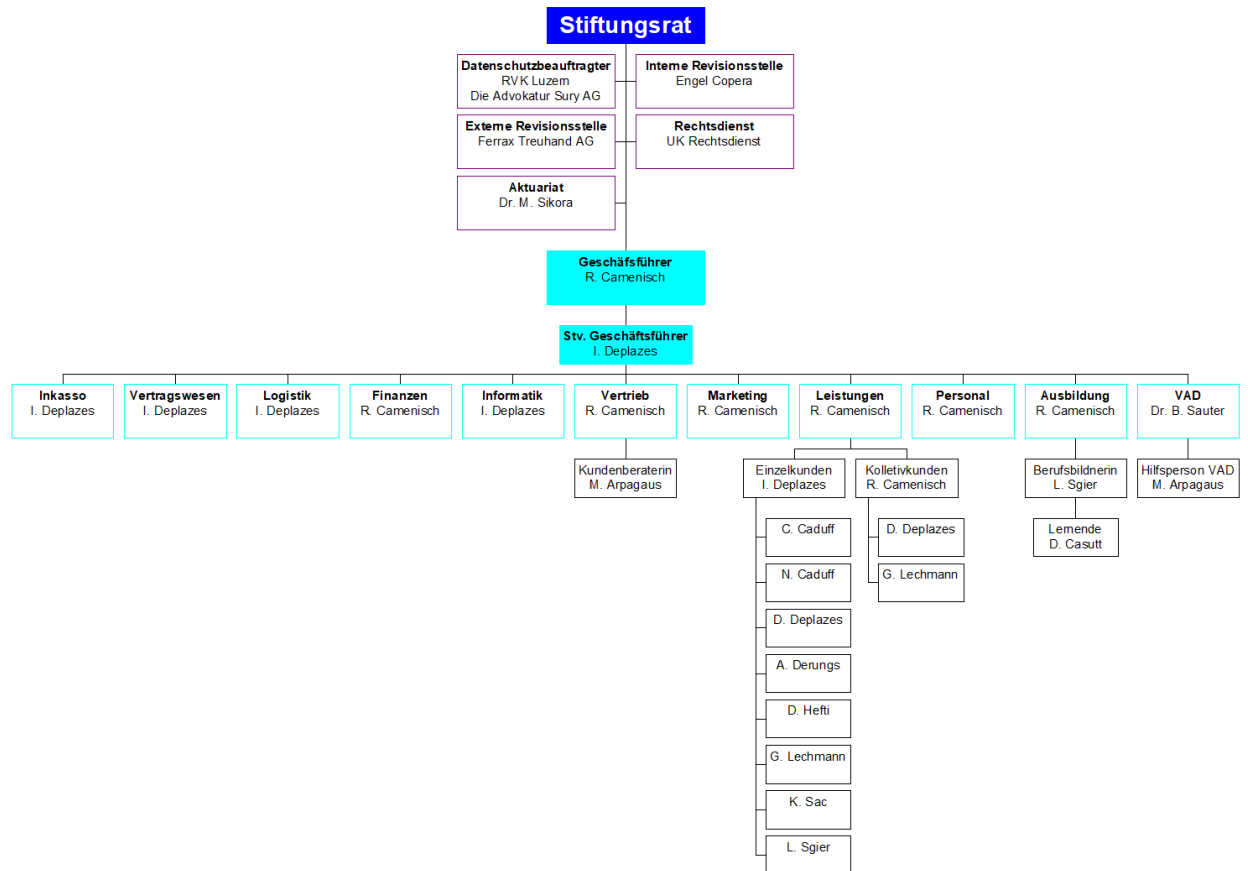 Stiftungsrat
Datenschutzbeauftragter
RVK Luzern
Die Advokatur Sury AG
Interne Revisionsstelle
Engel Copera
Externe Revisionsstelle
Ferrax Treuhand AG
Rechtsdienst
UK Rechtsdienst
Aktuariat
Dr. M. Sikora
Geschäfsführer
R. Camenisch
Stv. Geschäftsführer
I. Deplazes
Inkasso
I. Deplazes
Vertragswesen
I. Deplazes
Logistik
I. Deplazes
Finanzen
R. Camenisch
Informatik
I. Deplazes
Vertrieb
R. Camenisch
Marketing
R. Camenisch
Leistungen
R. Camenisch
Personal
R. Camenisch
Ausbildung
R. Camenisch
VAD
Dr. B. Sauter
Kundenberaterin
M. Arpagaus
Einzelkunden
I. Deplazes
Kolletivkunden
R. Camenisch
Berufsbildnerin
L. Sgier
Hilfsperson VAD
M. Arpagaus
C. Caduff
N. Caduff
D. Deplazes
A. Derungs
D. Hefti
G. Lechmann
K. Sac
L. Sgier
D. Deplazes
G. Lechmann
Lernende
D. Casutt